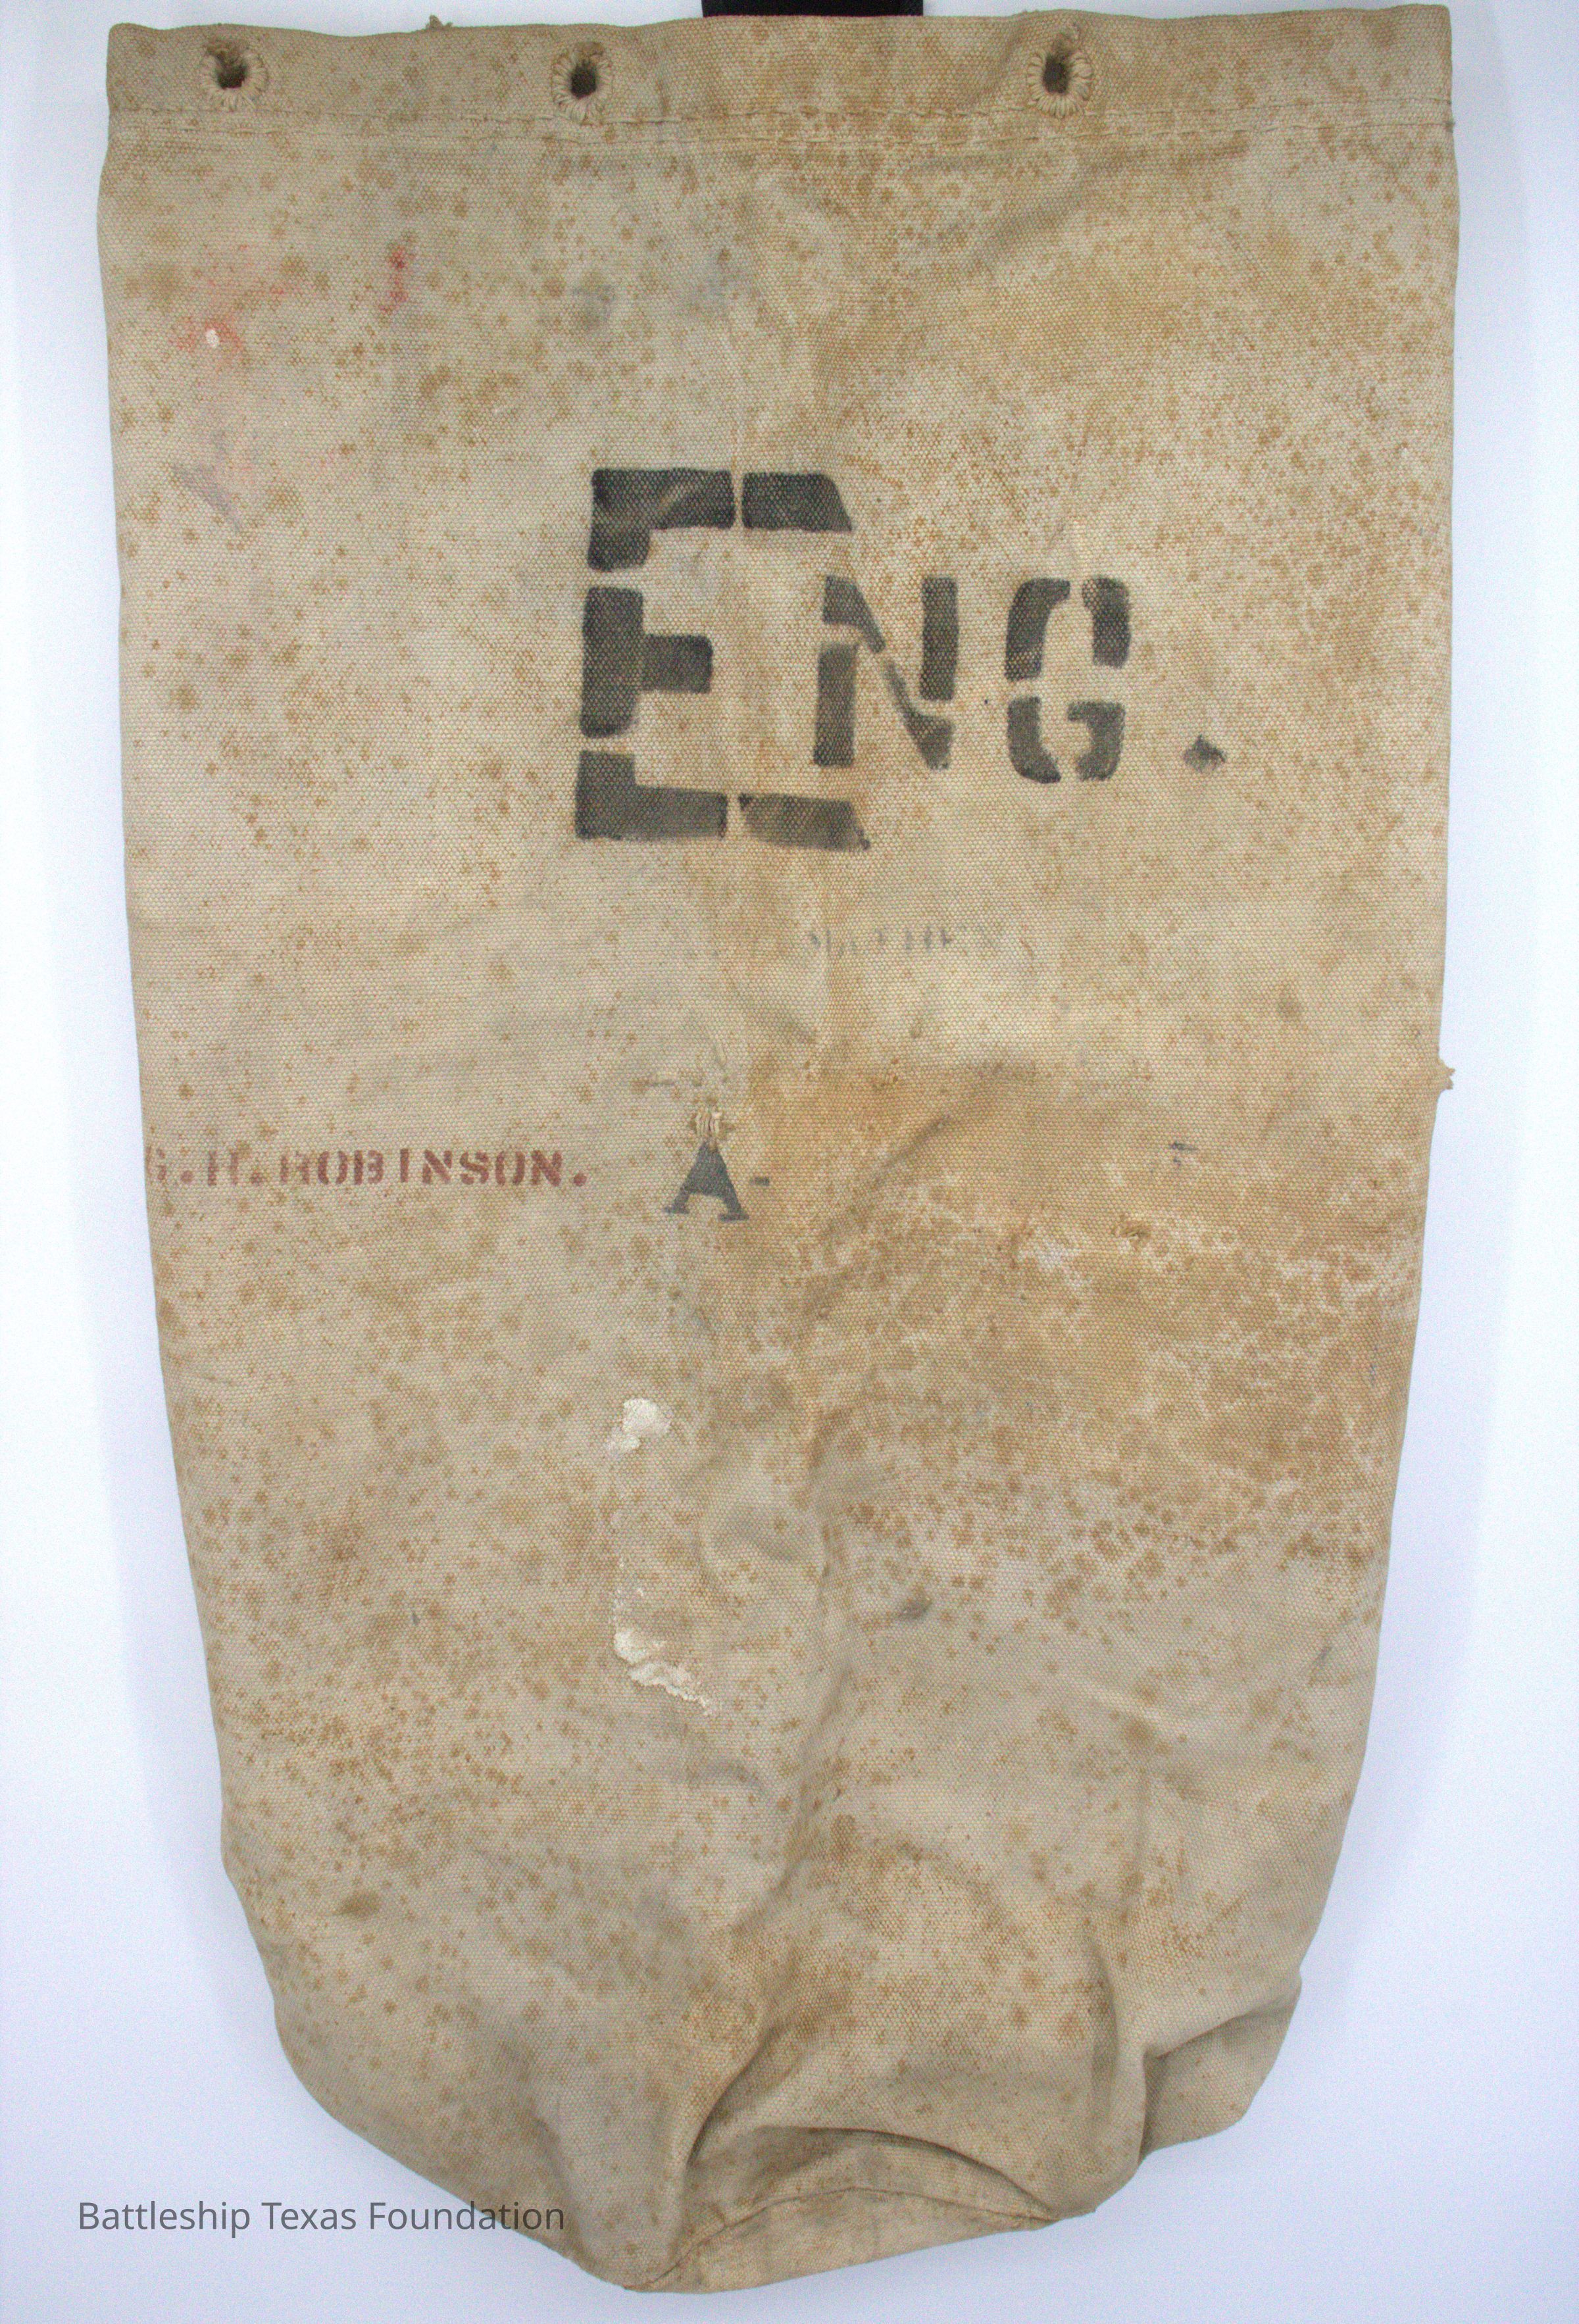 ENG.
G.H.ROBINSON. A-
Battleship Texas Foundation